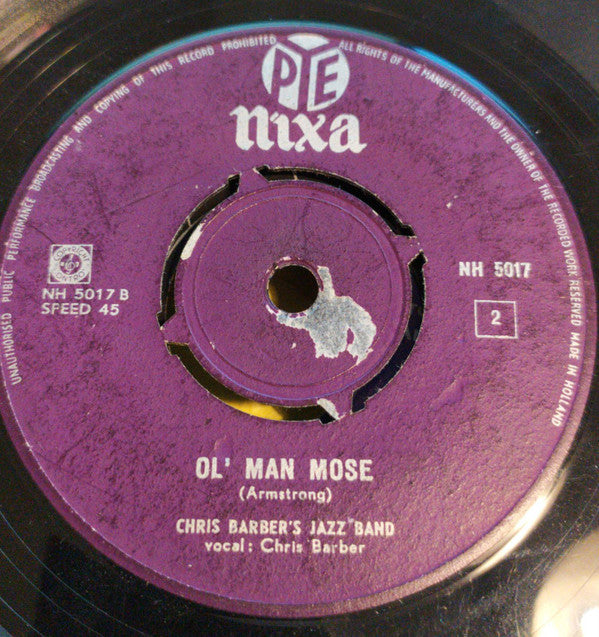 UNAUTHORISED PUBLIC PERFORMANCE BROADCASTING AND COPYING OF THIS RECORD PROHIBITED
ALL RIGHTS OF THE MANUFACTURERS AND THE OWNER OF THE RECORDED WORK RESERVED MADE IN HOLLAND
PYE
nixa
NH 5017 B
SPEED 45
NH 5017
2
OL' MAN MOSE
(Armstrong)
CHRIS BARBER'S JAZZ BAND
vocal: Chris Barber